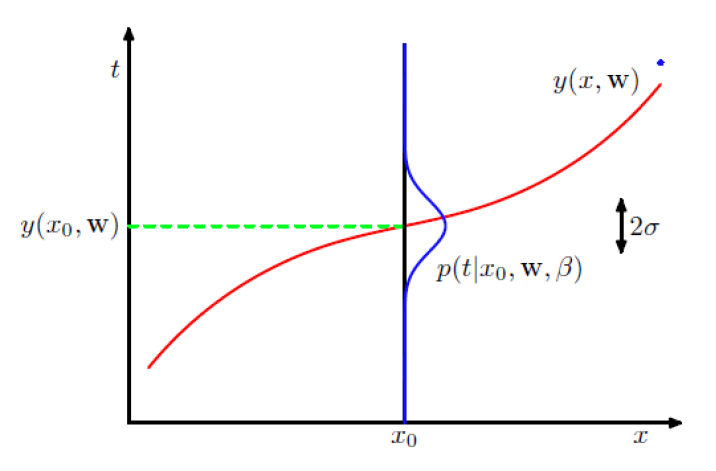 t
y(x, w)
y(x₀, w)
2σ
p(t|x₀, w, β)
x₀
x